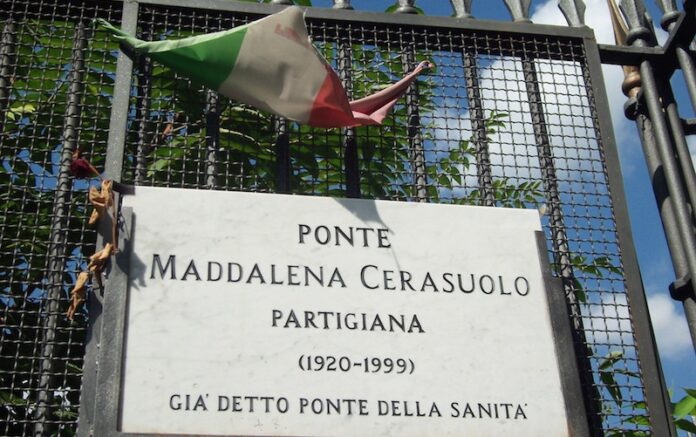 PONTE
MADDALENA CERASUOLO
PARTIGIANA
(1920-1999)
GIA' DETTO PONTE DELLA SANITA'